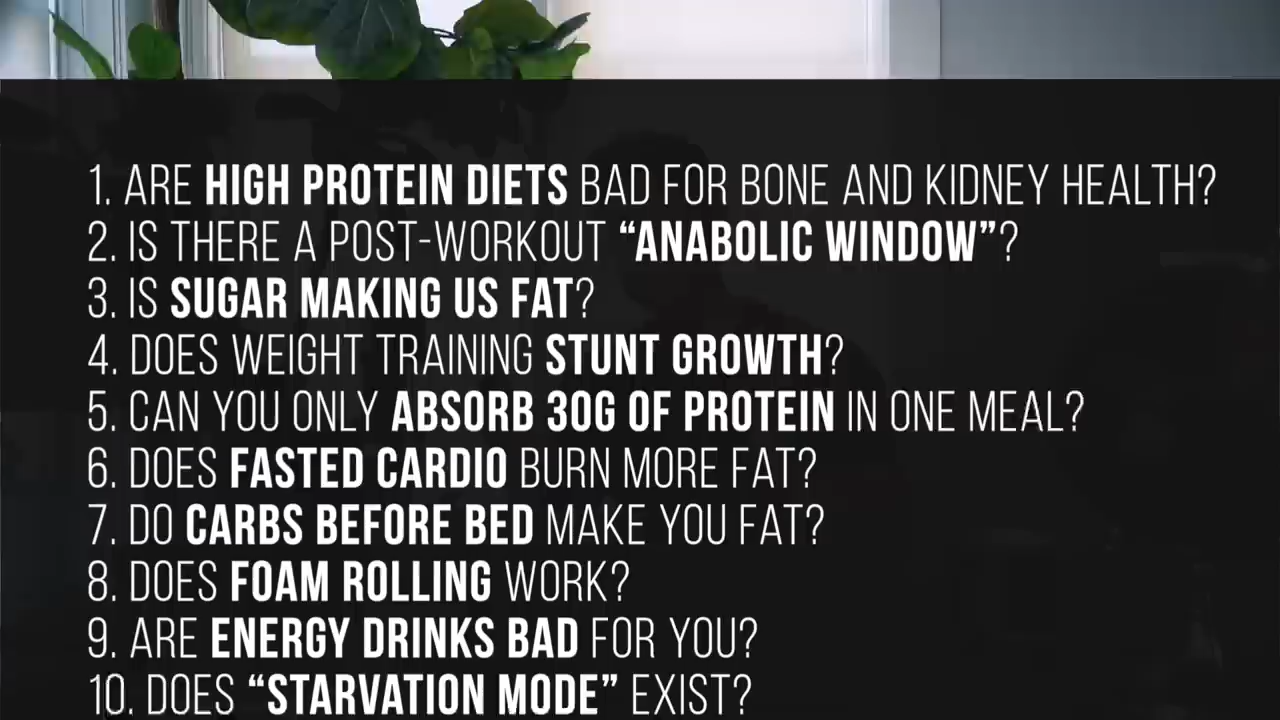 1. ARE HIGH PROTEIN DIETS BAD FOR BONE AND KIDNEY HEALTH?
2. IS THERE A POST-WORKOUT “ANABOLIC WINDOW”?
3. IS SUGAR MAKING US FAT?
4. DOES WEIGHT TRAINING STUNT GROWTH?
5. CAN YOU ONLY ABSORB 30G OF PROTEIN IN ONE MEAL?
6. DOES FASTED CARDIO BURN MORE FAT?
7. DO CARBS BEFORE BED MAKE YOU FAT?
8. DOES FOAM ROLLING WORK?
9. ARE ENERGY DRINKS BAD FOR YOU?
10. DOES “STARVATION MODE” EXIST?